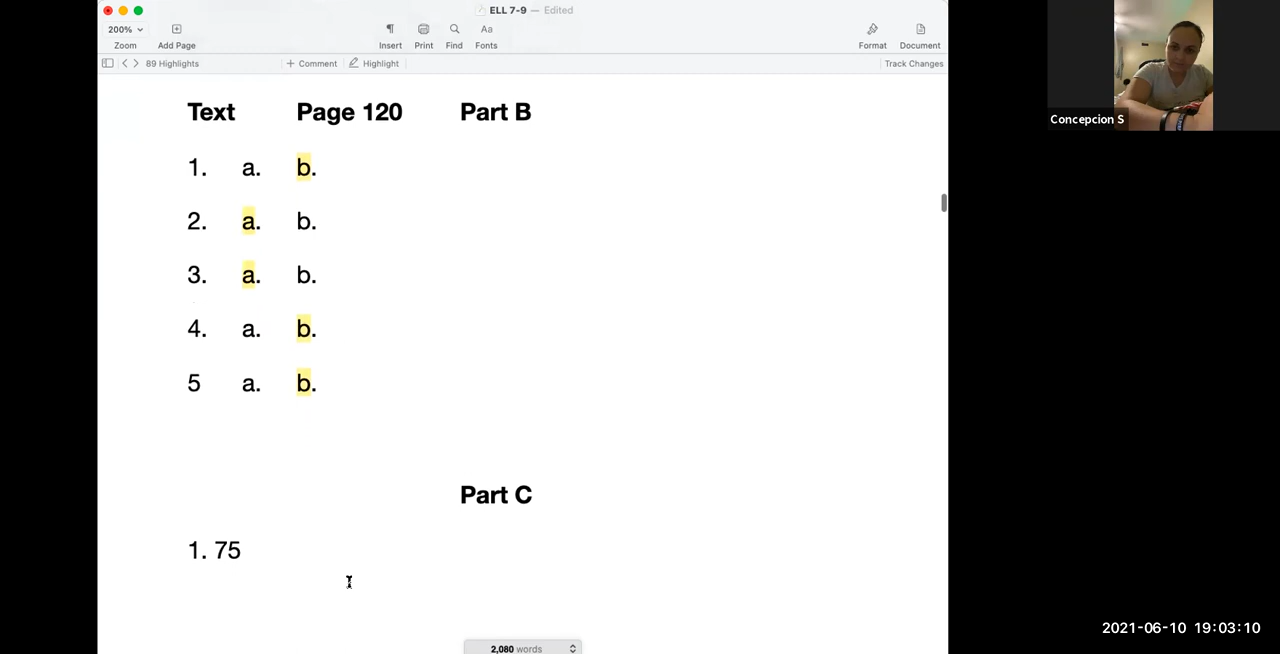 ELL 7-9 — Edited
200%
Zoom
Add Page
Insert
Print
Aa
Find
Fonts
Format
Document
89 Highlights
+ Comment
Highlight
Track Changes
Text Page 120 Part B
1. a. b.
2. a. b.
3. a. b.
4. a. b.
5 a. b.
Part C
1. 75
2,080 words
Concepcion S
2021-06-10 19:03:10